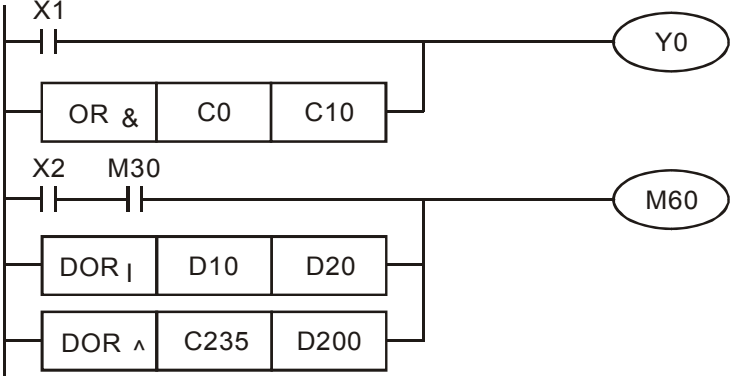 X1
Y0
OR & C0 C10
X2 M30
M60
DOR | D10 D20
DOR ^ C235 D200